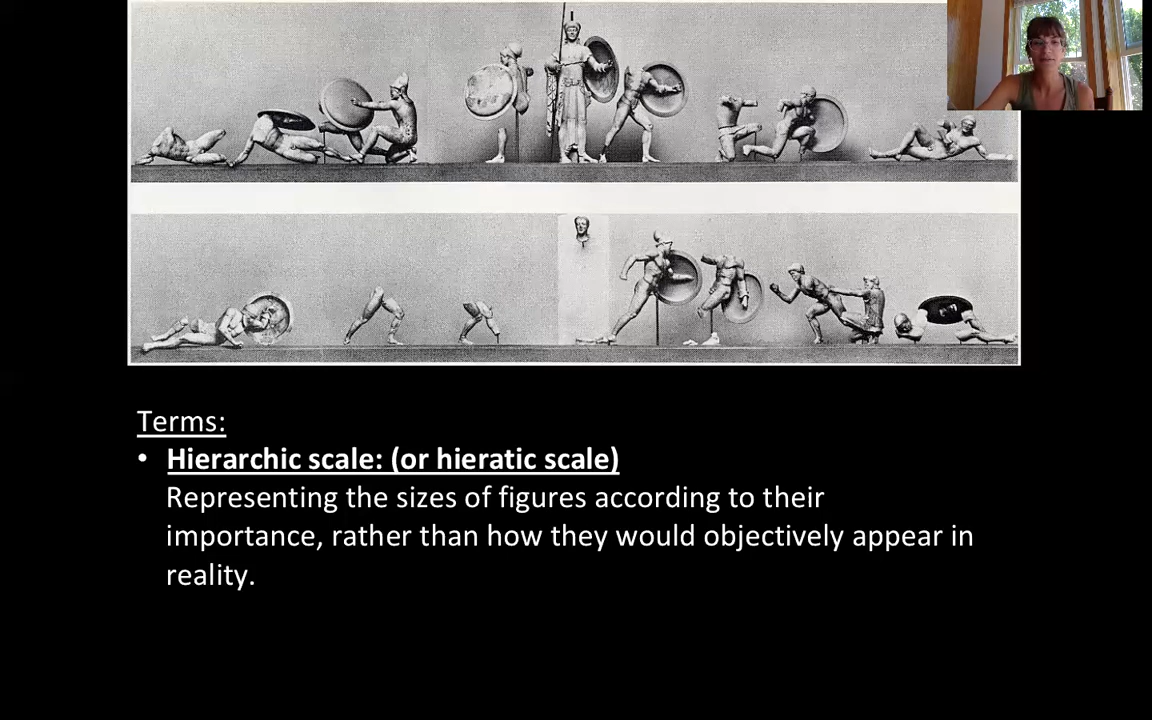 Terms:
• Hierarchic scale: (or hieratic scale)
Representing the sizes of figures according to their
importance, rather than how they would objectively appear in
reality.